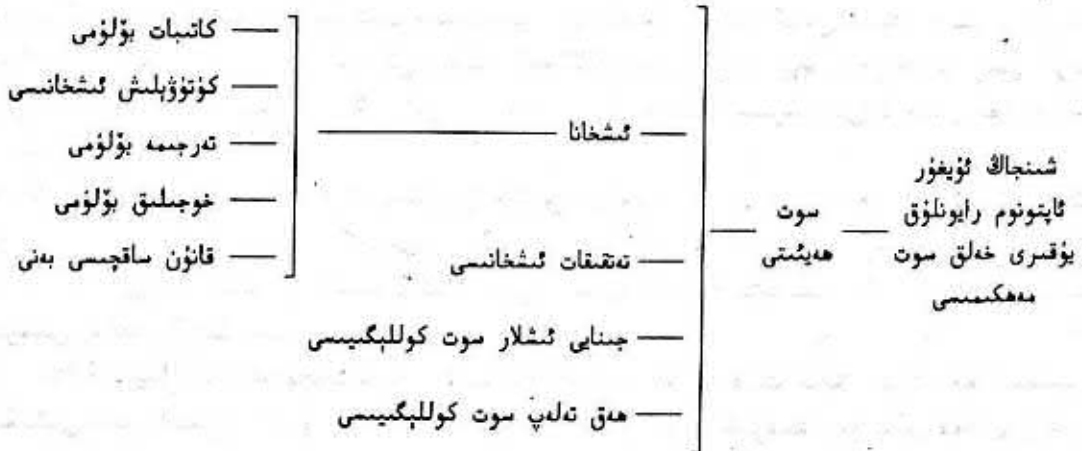 شىنجاڭ ئۇيغۇر
ئاپتونوم رايونلۇق
يۇقىرى خەلق سوت
مەھكىمىسى
سوت
ھەيئىتى
ئىشخانا
تەتقىقات ئىشخانىسى
جىنايى ئىشلار سوت كوللېگىيىسى
ھەق تەلەپ سوت كوللېگىيىسى
كاتىبات بۆلۈمى
كۈتۈۋېلىش ئىشخانىسى
تەرجىمە بۆلۈمى
خوجىلىق بۆلۈمى
قانۇن ساقچىسى بەنى